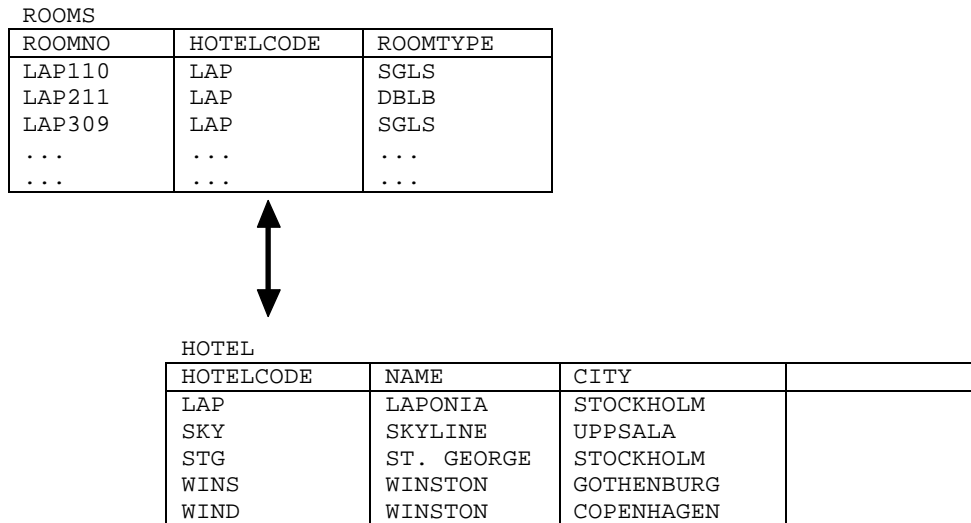 ROOMS
ROOMNO HOTELCODE ROOMTYPE
LAP110 LAP SGLS
LAP211 LAP DBLB
LAP309 LAP SGLS
... ... ...
... ... ...
HOTEL
HOTELCODE NAME CITY
LAP LAPONIA STOCKHOLM
SKY SKYLINE UPPSALA
STG ST. GEORGE STOCKHOLM
WINS WINSTON GOTHENBURG
WIND WINSTON COPENHAGEN